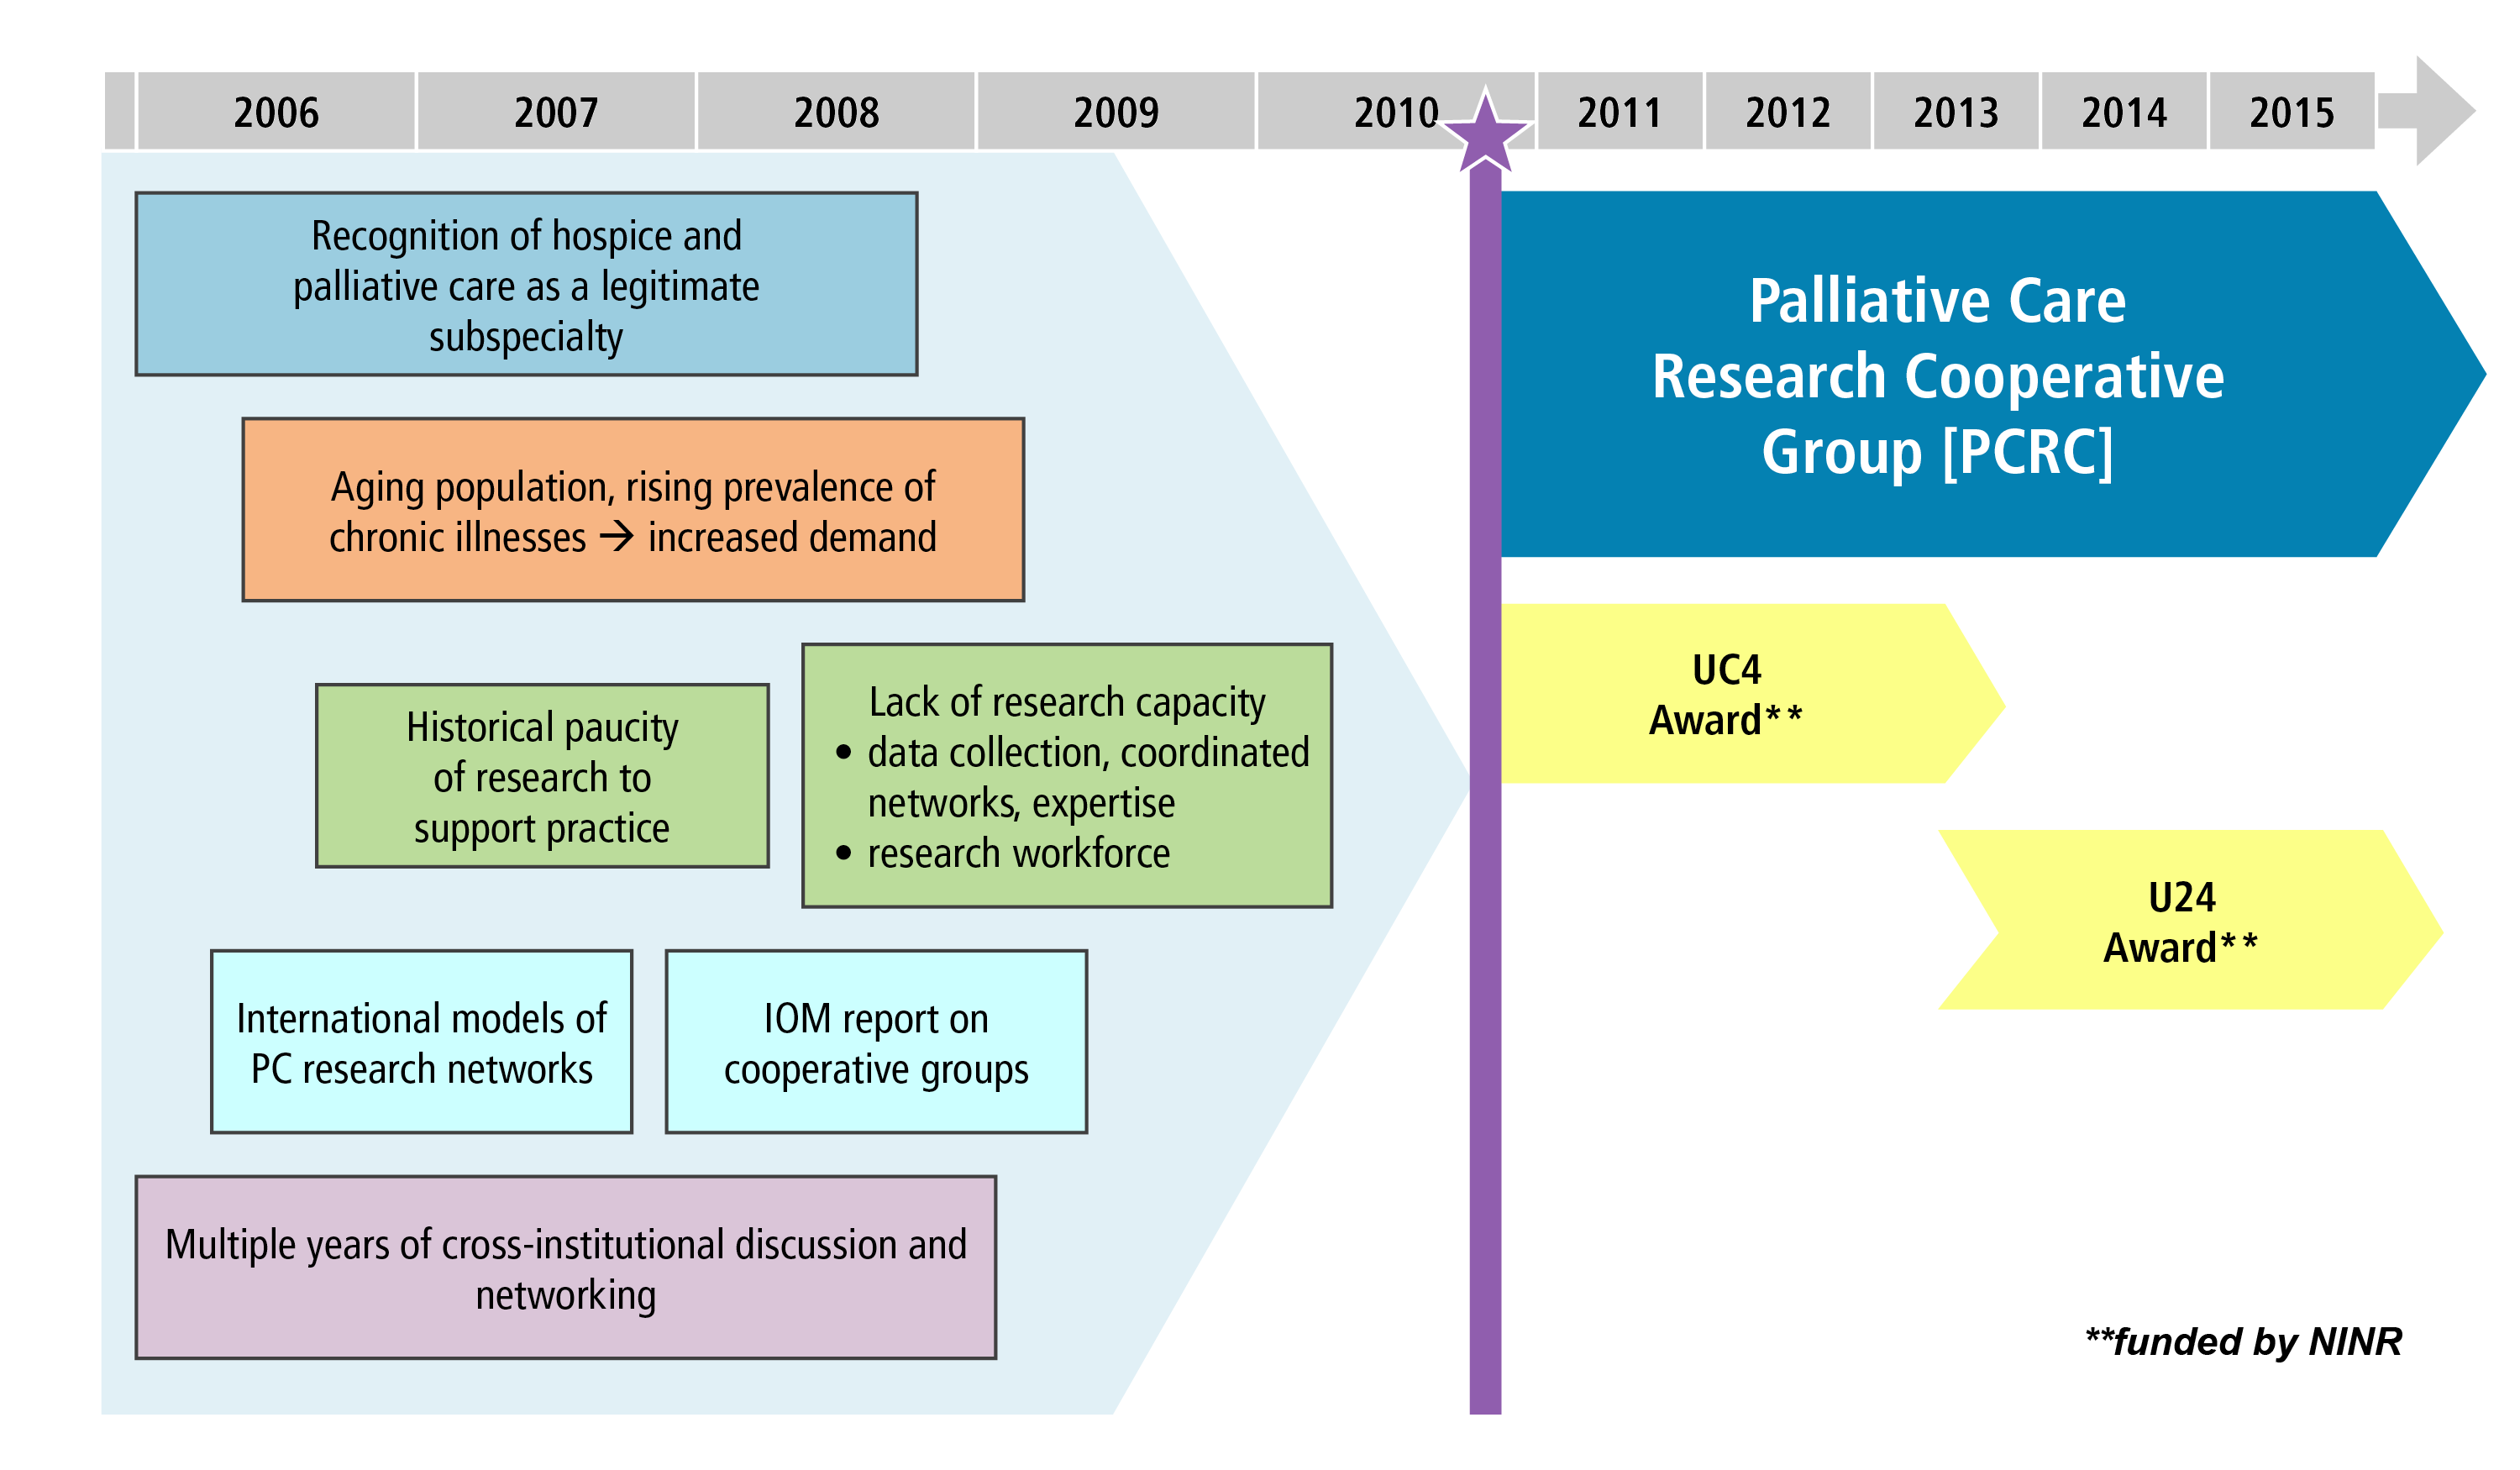 2006 2007 2008 2009 2010 2011 2012 2013 2014 2015
Recognition of hospice and
palliative care as a legitimate
subspecialty
Aging population, rising prevalence of
chronic illnesses → increased demand
Historical paucity
of research to
support practice
Lack of research capacity
• data collection, coordinated
networks, expertise
• research workforce
International models of
PC research networks
IOM report on
cooperative groups
Multiple years of cross-institutional discussion and
networking
Palliative Care
Research Cooperative
Group [PCRC]
UC4
Award**
U24
Award**
**funded by NINR